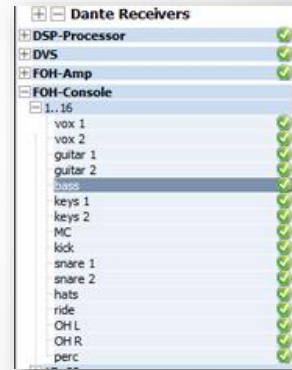 Dante Receivers
DSP-Processor
DVS
FOH-Amp
FOH-Console
1..16
vox 1
vox 2
guitar 1
guitar 2
bass
keys 1
keys 2
MC
kick
snare 1
snare 2
hats
ride
OH L
OH R
perc